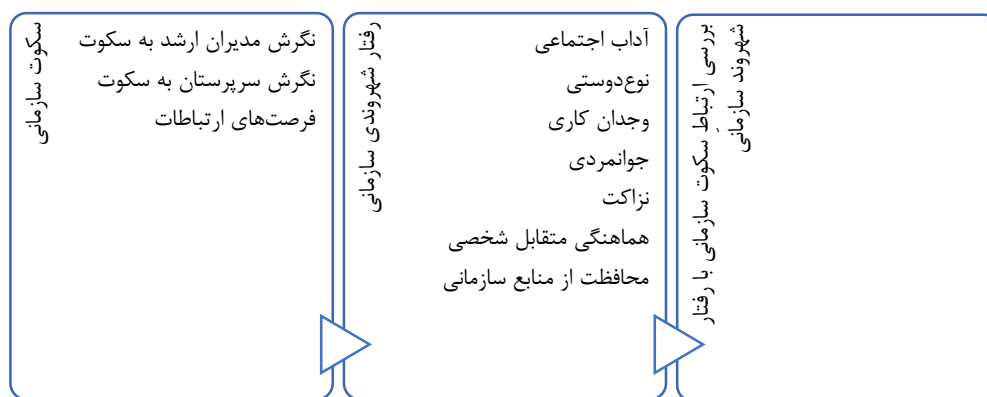 سکوت سازمانی
نگرش مدیران ارشد به سکوت
نگرش سرپرستان به سکوت
فرصت‌های ارتباطات
رفتار شهروندی سازمانی
آداب اجتماعی
نوع‌دوستی
وجدان کاری
جوانمردی
نزاکت
هماهنگی متقابل شخصی
محافظت از منابع سازمانی
بررسی ارتباطِ سکوت سازمانی با رفتار
شهروند سازمانی